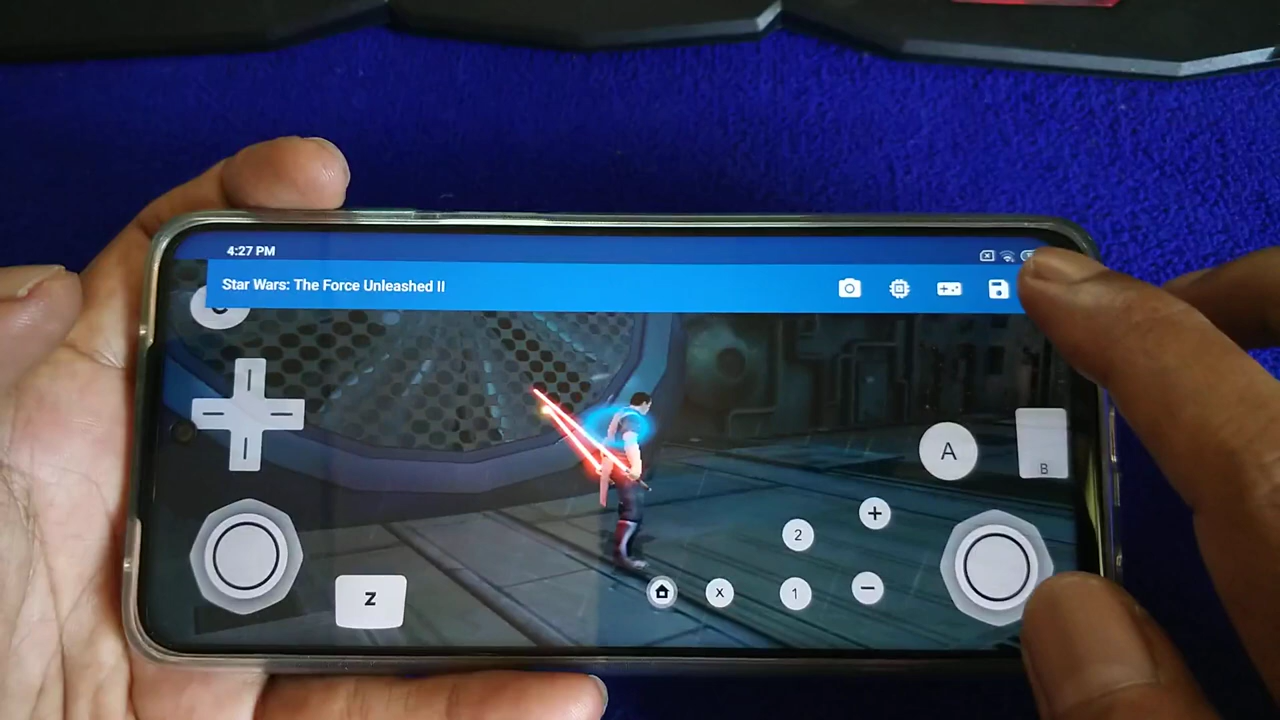 4:27 PM
Star Wars: The Force Unleashed II
A
B
+
2
Z
X
1
−